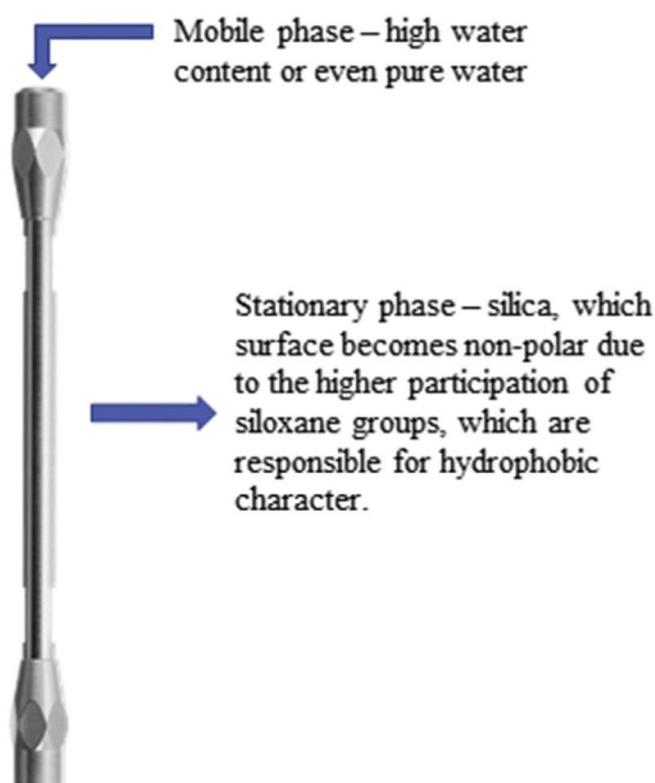 Mobile phase – high water
content or even pure water
Stationary phase – silica, which
surface becomes non-polar due
to the higher participation of
siloxane groups, which are
responsible for hydrophobic
character.